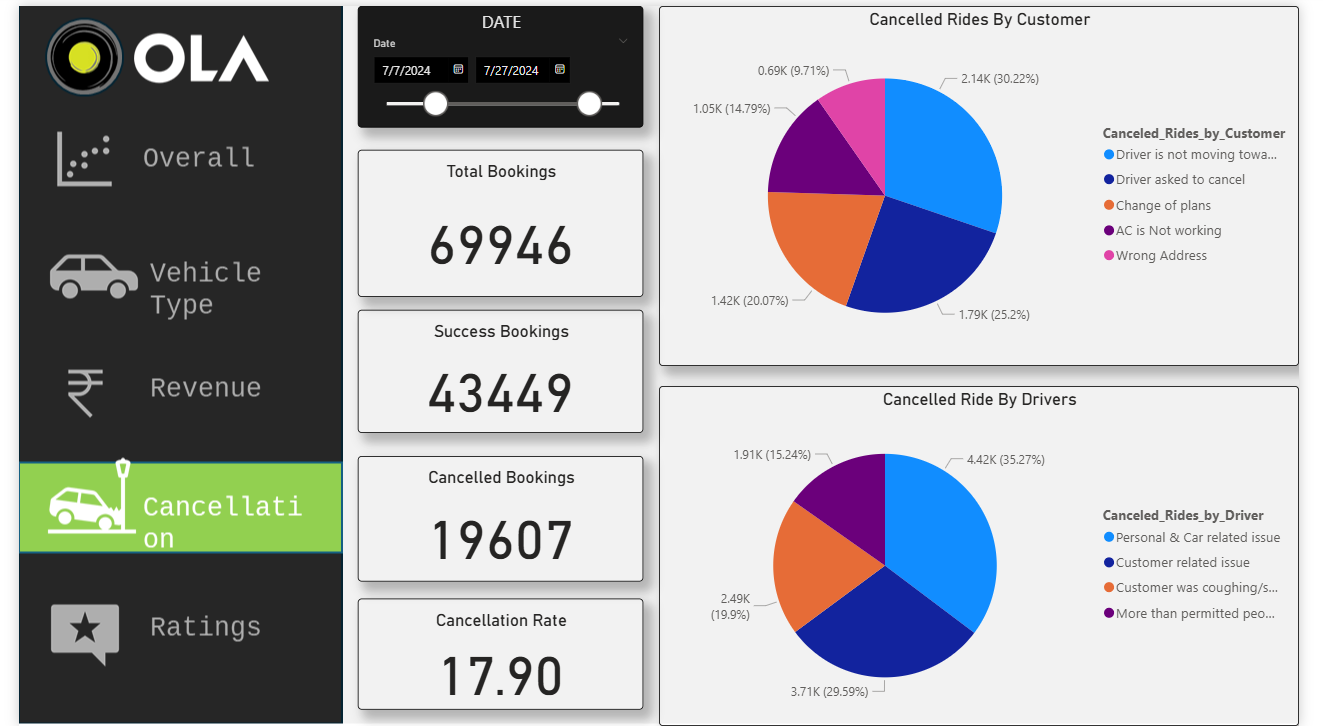 OLA
Overall
Vehicle
Type
Revenue
Cancellati
on
Ratings
DATE
Date
7/7/2024
7/27/2024
Total Bookings
69946
Success Bookings
43449
Cancelled Bookings
19607
Cancellation Rate
17.90
Cancelled Rides By Customer
0.69K (9.71%)
2.14K (30.22%)
1.05K (14.79%)
1.42K (20.07%)
1.79K (25.2%)
Canceled_Rides_by_Customer
Driver is not moving towa...
Driver asked to cancel
Change of plans
AC is Not working
Wrong Address
Cancelled Ride By Drivers
1.91K (15.24%)
4.42K (35.27%)
2.49K
(19.9%)
3.71K (29.59%)
Canceled_Rides_by_Driver
Personal & Car related issue
Customer related issue
Customer was coughing/s...
More than permitted peo...